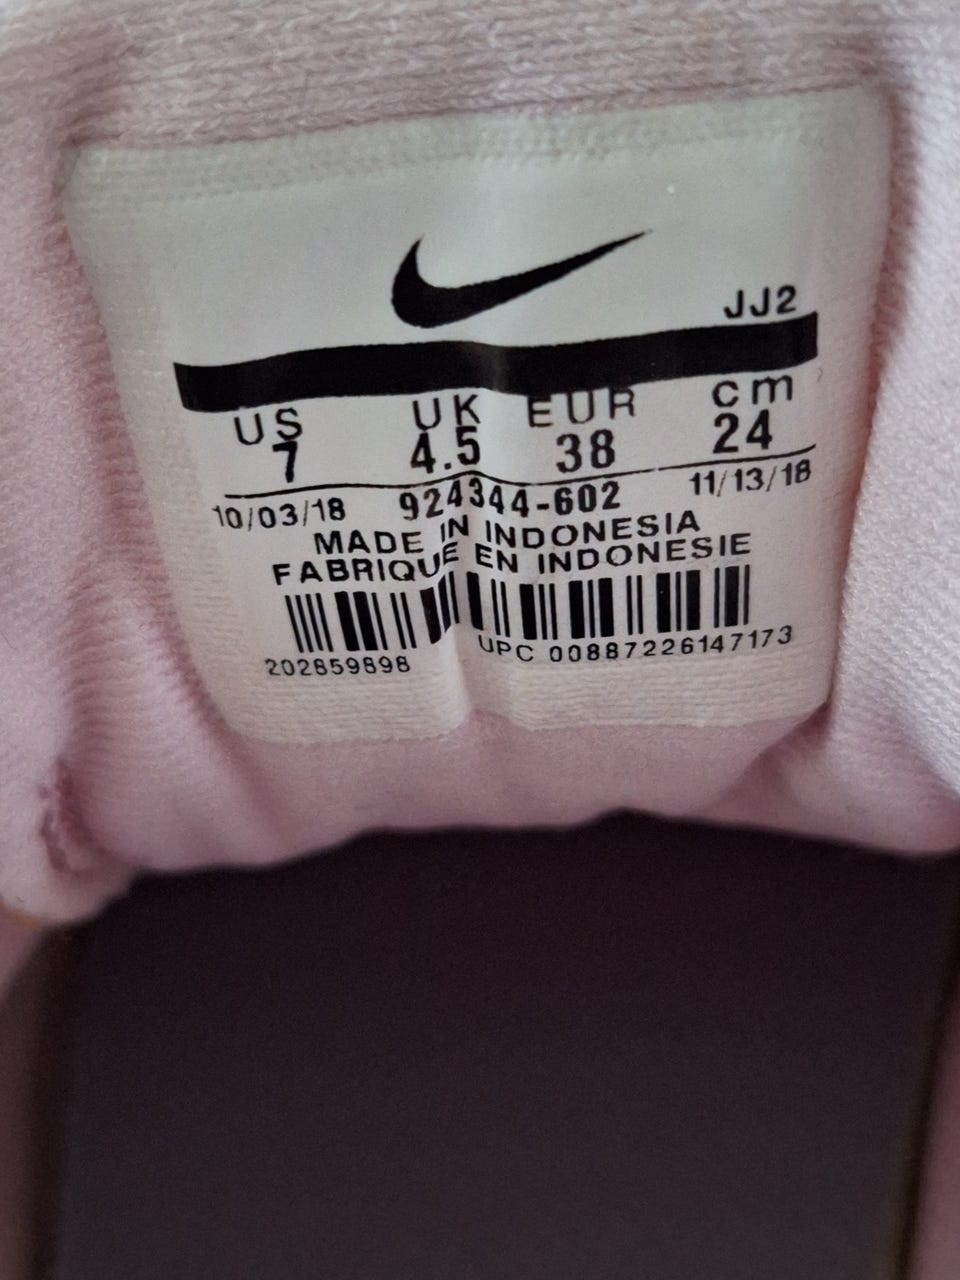 JJ2
US UK EUR cm
7 4.5 38 24
10/03/18 924344-602 11/13/18
MADE IN INDONESIA
FABRIQUE EN INDONESIE
202859898 UPC 00887226147173